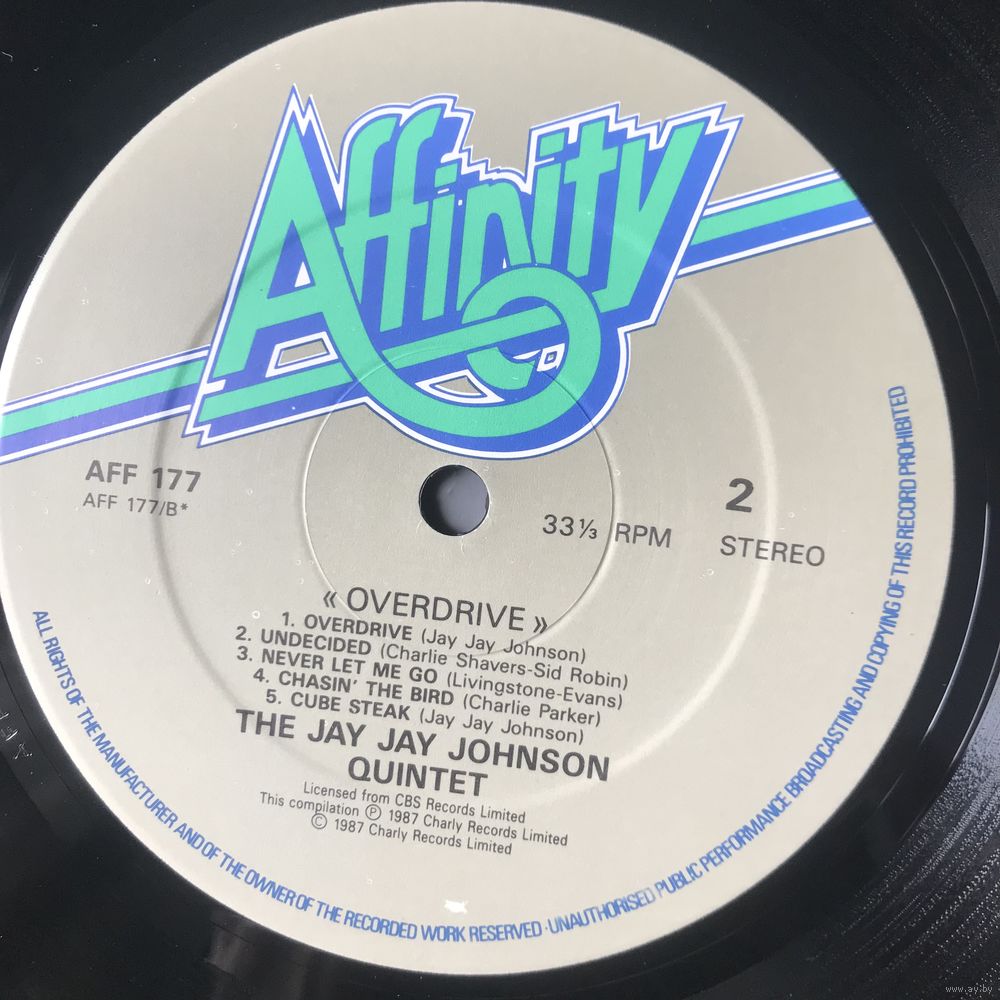 Affinity
AFF 177
AFF 177/B*
33⅓ RPM
2
STEREO
« OVERDRIVE »
1. OVERDRIVE (Jay Jay Johnson)
2. UNDECIDED (Charlie Shavers-Sid Robin)
3. NEVER LET ME GO (Livingstone-Evans)
4. CHASIN' THE BIRD (Charlie Parker)
5. CUBE STEAK (Jay Jay Johnson)
THE JAY JAY JOHNSON
QUINTET
Licensed from CBS Records Limited
This compilation ℗ 1987 Charly Records Limited
© 1987 Charly Records Limited
ALL RIGHTS OF THE MANUFACTURER AND OF THE OWNER OF THE RECORDED WORK RESERVED · UNAUTHORISED PUBLIC PERFORMANCE BROADCASTING AND COPYING OF THIS RECORD PROHIBITED
www.ay.by